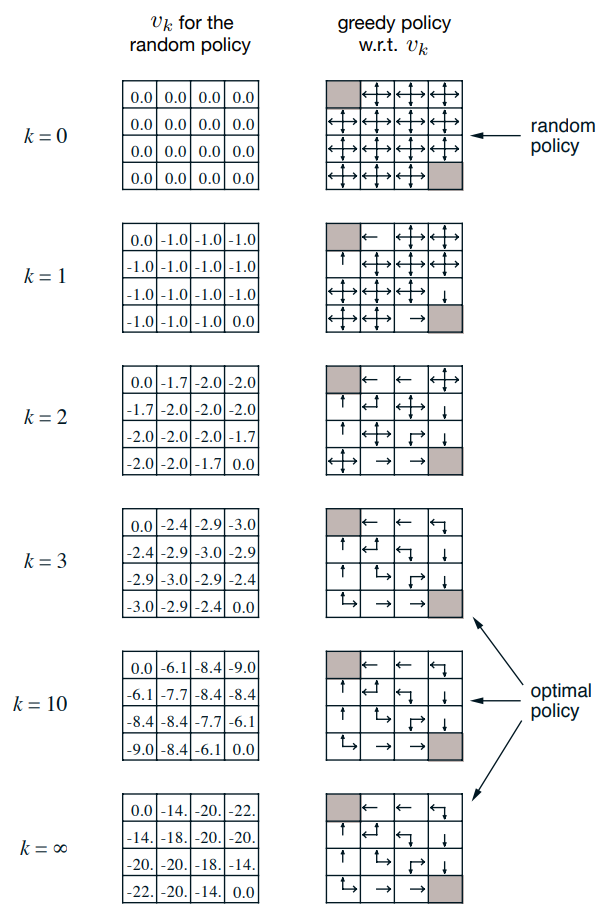 vₖ for the random policy
greedy policy w.r.t. vₖ
k = 0
0.0 0.0 0.0 0.0
0.0 0.0 0.0 0.0
0.0 0.0 0.0 0.0
0.0 0.0 0.0 0.0
random policy
k = 1
0.0 -1.0 -1.0 -1.0
-1.0 -1.0 -1.0 -1.0
-1.0 -1.0 -1.0 -1.0
-1.0 -1.0 -1.0 0.0
k = 2
0.0 -1.7 -2.0 -2.0
-1.7 -2.0 -2.0 -2.0
-2.0 -2.0 -2.0 -1.7
-2.0 -2.0 -1.7 0.0
k = 3
0.0 -2.4 -2.9 -3.0
-2.4 -2.9 -3.0 -2.9
-2.9 -3.0 -2.9 -2.4
-3.0 -2.9 -2.4 0.0
k = 10
0.0 -6.1 -8.4 -9.0
-6.1 -7.7 -8.4 -8.4
-8.4 -8.4 -7.7 -6.1
-9.0 -8.4 -6.1 0.0
optimal policy
k = ∞
0.0 -14. -20. -22.
-14. -18. -20. -20.
-20. -20. -18. -14.
-22. -20. -14. 0.0